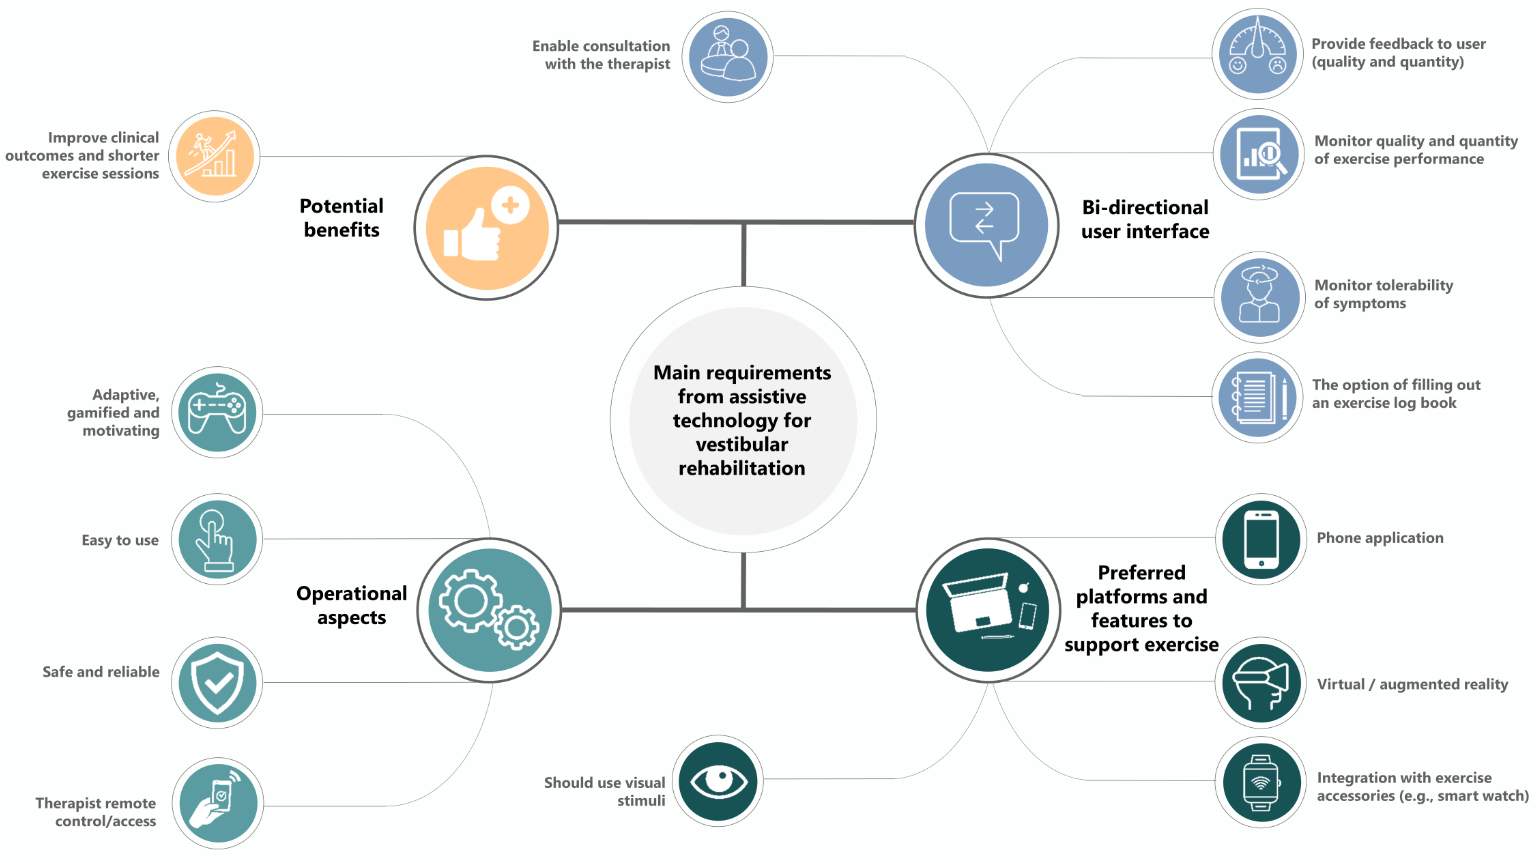 Enable consultation
with the therapist
Provide feedback to user
(quality and quantity)
Improve clinical
outcomes and shorter
exercise sessions
Monitor quality and quantity
of exercise performance
Potential
benefits
Bi-directional
user interface
Monitor tolerability
of symptoms
Main requirements
from assistive
technology for
vestibular
rehabilitation
The option of filling out
an exercise log book
Adaptive,
gamified and
motivating
Easy to use
Phone application
Operational
aspects
Preferred
platforms and
features to
support exercise
Safe and reliable
Virtual / augmented reality
Should use visual
stimuli
Integration with exercise
accessories (e.g., smart watch)
Therapist remote
control/access